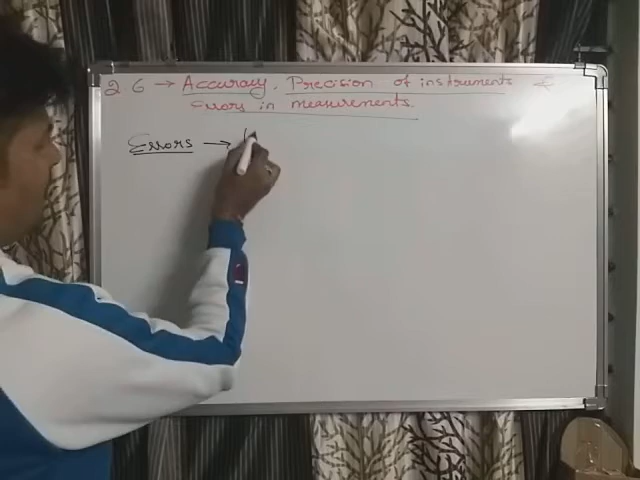 2 6 → Accuracy, Precision of instruments &
Errors in measurements.
Errors →